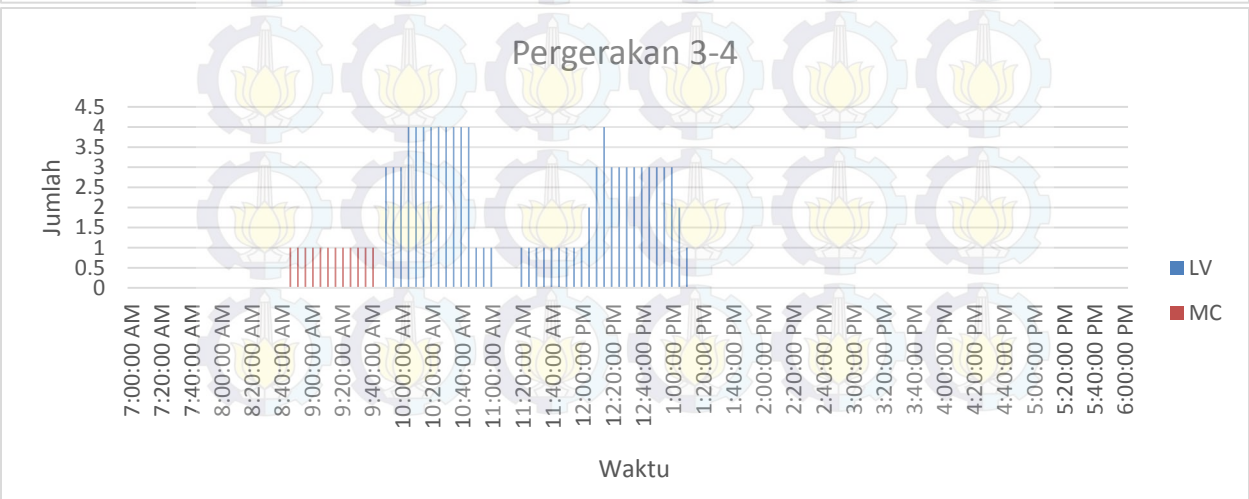 Pergerakan 3-4
4.5
4
3.5
3
2.5
2
1.5
1
0.5
0
Jumlah
7:00:00 AM
7:20:00 AM
7:40:00 AM
8:00:00 AM
8:20:00 AM
8:40:00 AM
9:00:00 AM
9:20:00 AM
9:40:00 AM
10:00:00 AM
10:20:00 AM
10:40:00 AM
11:00:00 AM
11:20:00 AM
11:40:00 AM
12:00:00 PM
12:20:00 PM
12:40:00 PM
1:00:00 PM
1:20:00 PM
1:40:00 PM
2:00:00 PM
2:20:00 PM
2:40:00 PM
3:00:00 PM
3:20:00 PM
3:40:00 PM
4:00:00 PM
4:20:00 PM
4:40:00 PM
5:00:00 PM
5:20:00 PM
5:40:00 PM
6:00:00 PM
Waktu
LV
MC